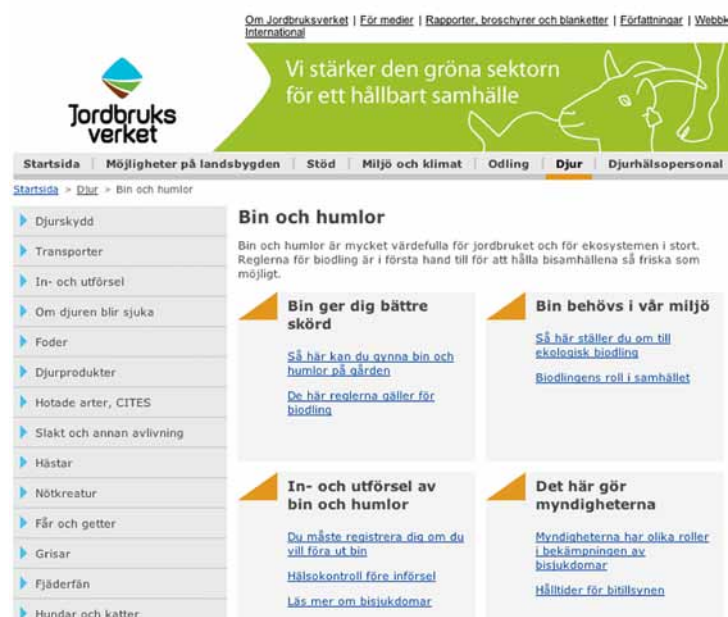 Om Jordbruksverket | För medier | Rapporter, broschyrer och blanketter | Författningar |
International
Vi stärker den gröna sektorn
för ett hållbart samhälle
Jordbruks
verket
Startsida | Möjligheter på landsbygden | Stöd | Miljö och klimat | Odling | Djur | Djurhälsopersonal
Startsida > Djur > Bin och humlor
Djurskydd
Transporter
In- och utförsel
Om djuren blir sjuka
Foder
Djurprodukter
Hotade arter, CITES
Slakt och annan avlivning
Hästar
Nötkreatur
Får och getter
Grisar
Fjäderfän
Hundar och katter
Bin och humlor
Bin och humlor är mycket värdefulla för jordbruket och för ekosystemen i stort.
Reglerna för biodling är i första hand till för att hålla bisamhällena så friska som
möjligt.
Bin ger dig bättre
skörd
Så här kan du gynna bin och
humlor på gården
De här reglerna gäller för
biodling
Bin behövs i vår miljö
Så här ställer du om till
ekologisk biodling
Biodlingens roll i samhället
In- och utförsel av
bin och humlor
Du måste registrera dig om du
vill föra ut bin
Hälsokontroll före införsel
Läs mer om bisjukdomar
Det här gör
myndigheterna
Myndigheterna har olika roller
i bekämpningen av
bisjukdomar
Hålltider för bitillsynen